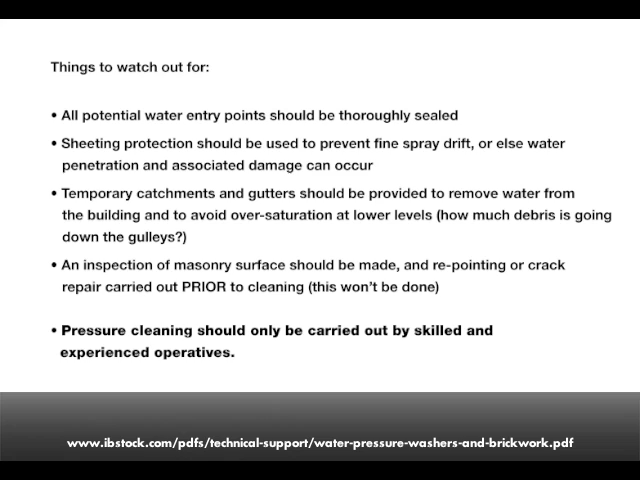 Things to watch out for:
• All potential water entry points should be thoroughly sealed
• Sheeting protection should be used to prevent fine spray drift, or else water
penetration and associated damage can occur
• Temporary catchments and gutters should be provided to remove water from
the building and to avoid over-saturation at lower levels (how much debris is going
down the gulleys?)
• An inspection of masonry surface should be made, and re-pointing or crack
repair carried out PRIOR to cleaning (this won't be done)
• Pressure cleaning should only be carried out by skilled and
experienced operatives.
www.ibstock.com/pdfs/technical-support/water-pressure-washers-and-brickwork.pdf